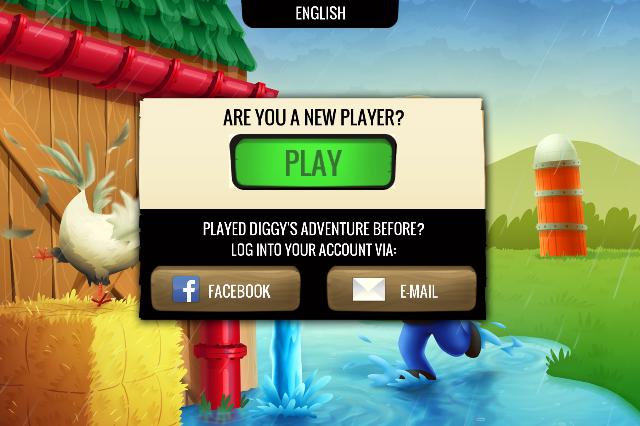 ENGLISH
ARE YOU A NEW PLAYER?
PLAY
PLAYED DIGGY'S ADVENTURE BEFORE?
LOG INTO YOUR ACCOUNT VIA:
FACEBOOK
E-MAIL